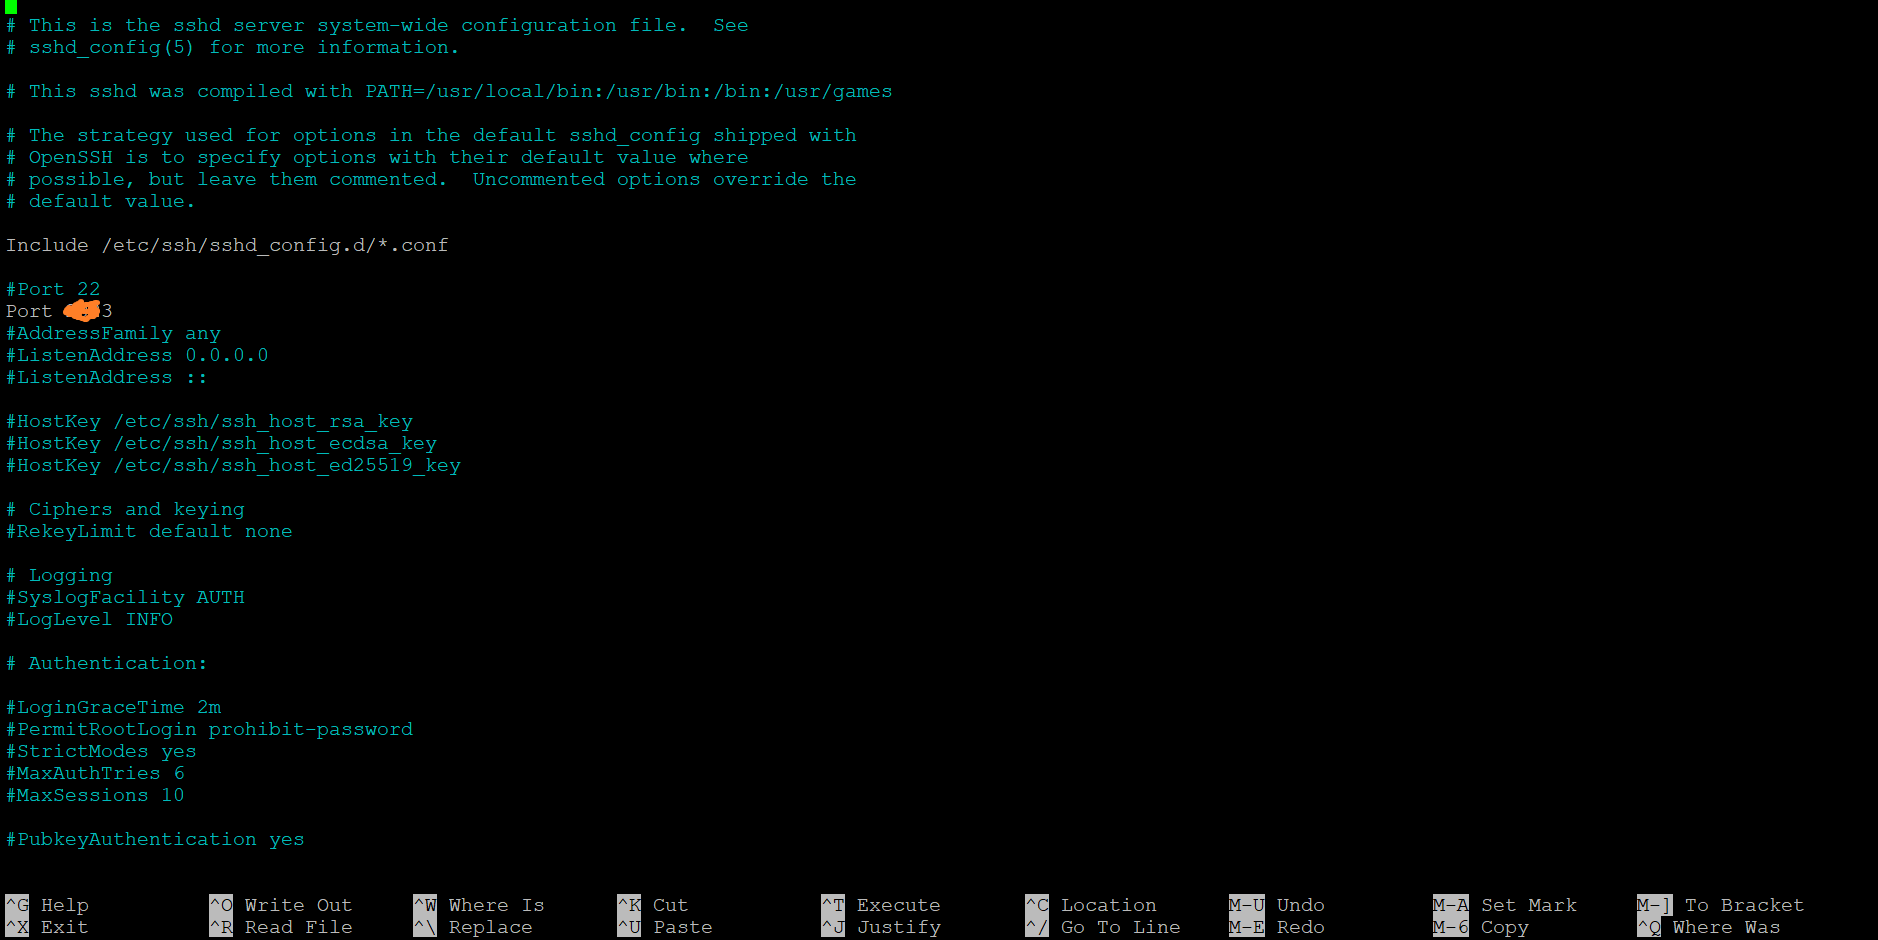 # This is the sshd server system-wide configuration file.  See
# sshd_config(5) for more information.

# This sshd was compiled with PATH=/usr/local/bin:/usr/bin:/bin:/usr/games

# The strategy used for options in the default sshd_config shipped with
# OpenSSH is to specify options with their default value where
# possible, but leave them commented.  Uncommented options override the
# default value.

Include /etc/ssh/sshd_config.d/*.conf

#Port 22
Port 3
#AddressFamily any
#ListenAddress 0.0.0.0
#ListenAddress ::

#HostKey /etc/ssh/ssh_host_rsa_key
#HostKey /etc/ssh/ssh_host_ecdsa_key
#HostKey /etc/ssh/ssh_host_ed25519_key

# Ciphers and keying
#RekeyLimit default none

# Logging
#SyslogFacility AUTH
#LogLevel INFO

# Authentication:

#LoginGraceTime 2m
#PermitRootLogin prohibit-password
#StrictModes yes
#MaxAuthTries 6
#MaxSessions 10

#PubkeyAuthentication yes

^G Help ^O Write Out ^W Where Is ^K Cut ^T Execute ^C Location M-U Undo M-A Set Mark M-] To Bracket
^X Exit ^R Read File ^\ Replace ^U Paste ^J Justify ^/ Go To Line M-E Redo M-6 Copy ^Q Where Was